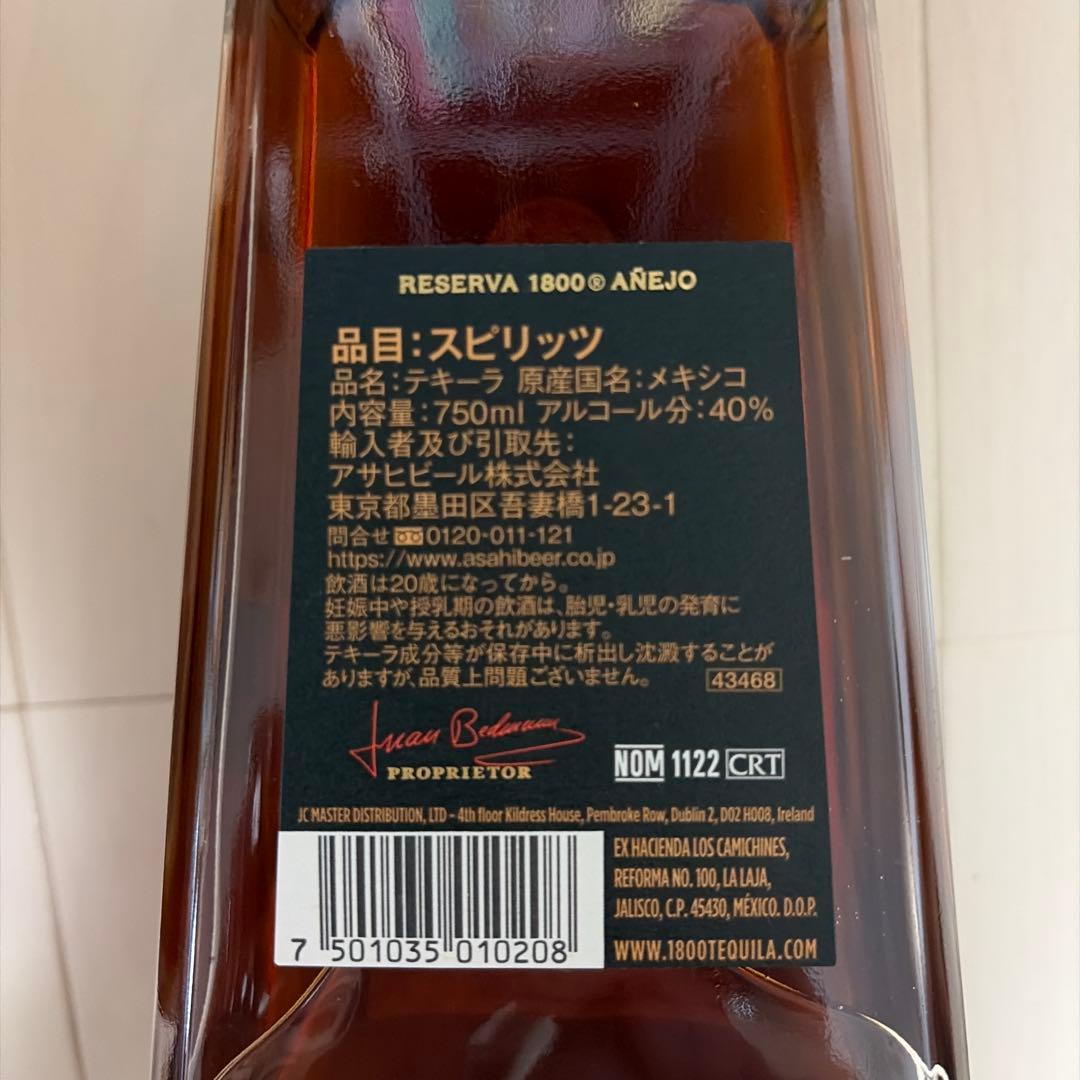 RESERVA 1800® AÑEJO
品目：スピリッツ
品名：テキーラ 原産国名：メキシコ
内容量：750ml アルコール分：40%
輸入者及び引取先：
アサヒビール株式会社
東京都墨田区吾妻橋1-23-1
問合せ 0120-011-121
https://www.asahibeer.co.jp
飲酒は20歳になってから。
妊娠中や授乳期の飲酒は、胎児・乳児の発育に
悪影響を与えるおそれがあります。
テキーラ成分等が保存中に析出し沈澱することが
ありますが、品質上問題ございません。 43468
Juan Beckmann
PROPRIETOR
NOM 1122 CRT
JC MASTER DISTRIBUTION, LTD - 4th floor Kildress House, Pembroke Row, Dublin 2, D02 H008, Ireland
EX HACIENDA LOS CAMICHINES,
REFORMA NO. 100, LA LAJA,
JALISCO, C.P. 45430, MÉXICO. D.O.P.
WWW.1800TEQUILA.COM
7 501035 010208